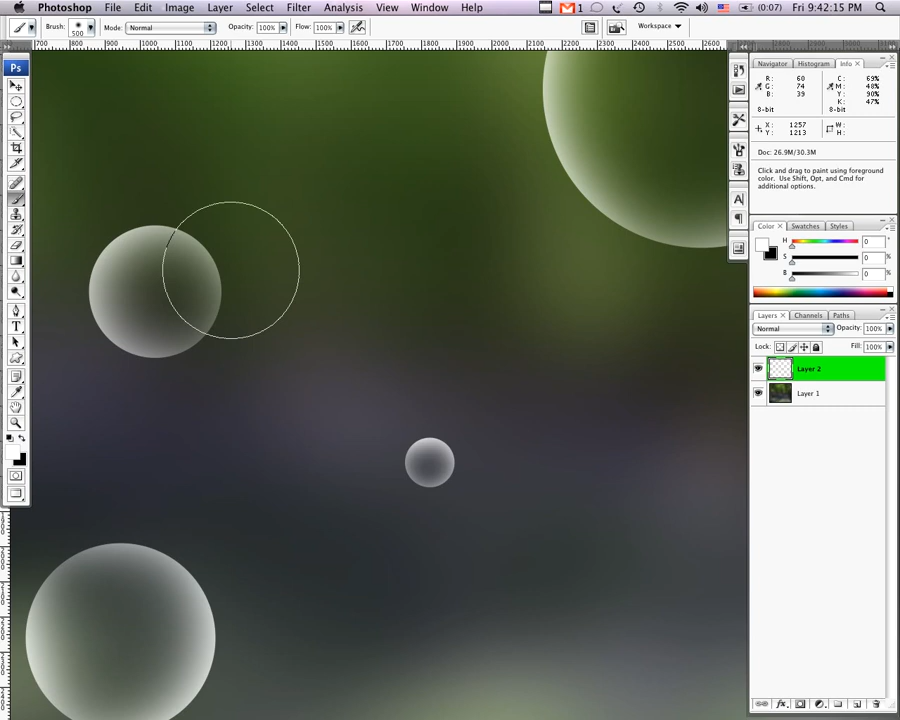 Photoshop File Edit Image Layer Select Filter Analysis View Window Help 1 (0:07) Fri 9:42:15 PM
Brush: 500 Mode: Normal Opacity: 100% Flow: 100% Workspace
700 800 900 1000 1100 1200 1300 1400 1500 1600 1700 1800 1900 2000 2100 2200 2300 2400 2500 2600
Ps
T
A
Navigator Histogram Info
R: 60 C: 69%
G: 74 M: 48%
B: 39 Y: 90%
K: 47%
8-bit 8-bit
X: 1257 W:
Y: 1213 H:
Doc: 26.9M/30.3M
Click and drag to paint using foreground
color. Use Shift, Opt, and Cmd for
additional options.
Color Swatches Styles
H 0 °
S 0 %
B 0 %
Layers Channels Paths
Normal Opacity: 100%
Lock: Fill: 100%
Layer 2
Layer 1
fx